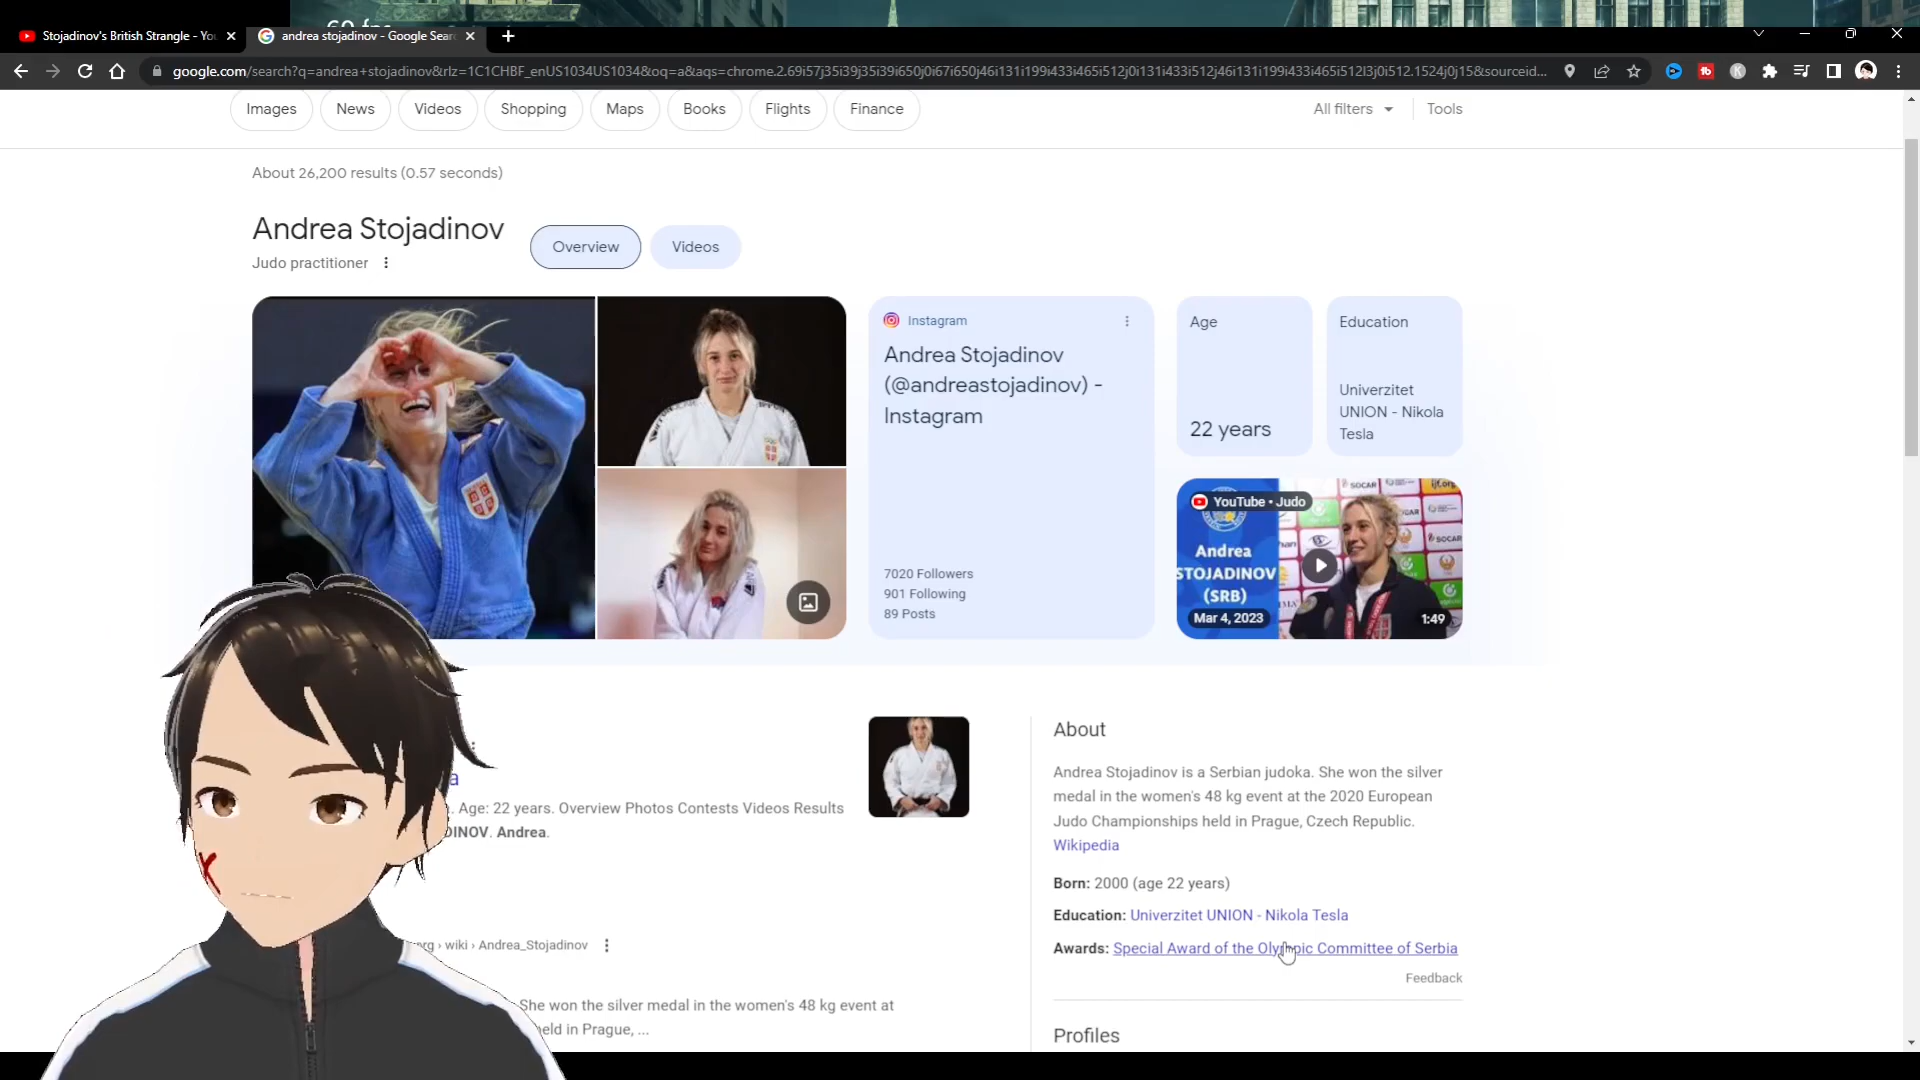 60 fps
Stojadinov's British Strangle - You
andrea stojadinov - Google Sear
google.com/search?q=andrea+stojadinov&rlz=1C1CHBF_enUS1034US1034&oq=a&aqs=chrome.2.69i57j35i39j35i39i650j0i67i650j46i131i199i433i465i512j0i131i433i512j46i131i199i433i465i512l3j0i512.1524j0j15&sourceid...
Images
News
Videos
Shopping
Maps
Books
Flights
Finance
All filters
Tools
About 26,200 results (0.57 seconds)
Andrea Stojadinov
Judo practitioner
Overview
Videos
Instagram
Andrea Stojadinov
(@andreastojadinov) -
Instagram
7020 Followers
901 Following
89 Posts
Age
22 years
Education
Univerzitet
UNION - Nikola
Tesla
YouTube • Judo
Andrea
STOJADINOV
(SRB)
Mar 4, 2023
1:49
SOCAR
a
. Age: 22 years. Overview Photos Contests Videos Results
DINOV. Andrea.
org › wiki › Andrea_Stojadinov
She won the silver medal in the women's 48 kg event at
held in Prague, ...
About
Andrea Stojadinov is a Serbian judoka. She won the silver
medal in the women's 48 kg event at the 2020 European
Judo Championships held in Prague, Czech Republic.
Wikipedia
Born: 2000 (age 22 years)
Education: Univerzitet UNION - Nikola Tesla
Awards: Special Award of the Olympic Committee of Serbia
Feedback
Profiles